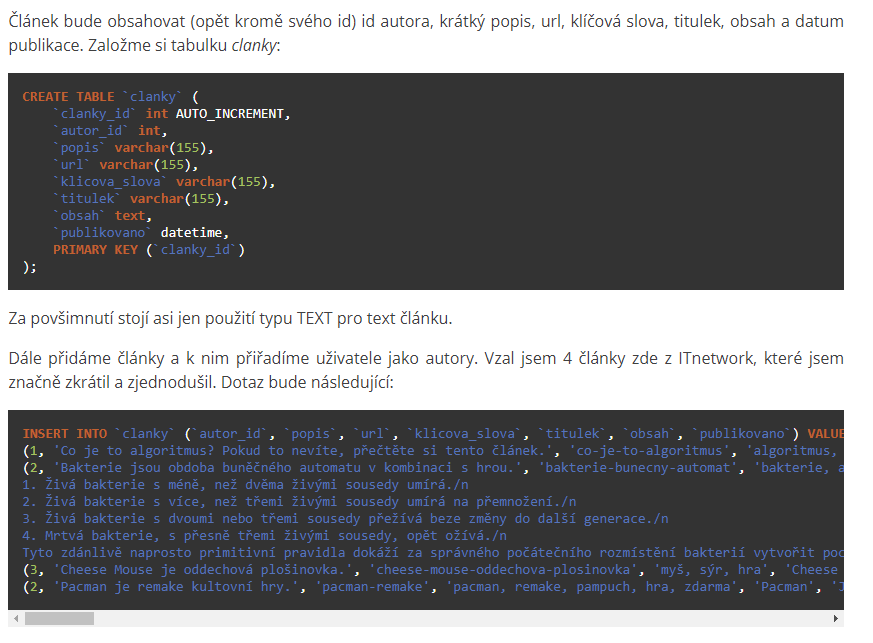 Článek bude obsahovat (opět kromě svého id) id autora, krátký popis, url, klíčová slova, titulek, obsah a datum
publikace. Založme si tabulku clanky:
CREATE TABLE `clanky` (
`clanky_id` int AUTO_INCREMENT,
`autor_id` int,
`popis` varchar(155),
`url` varchar(155),
`klicova_slova` varchar(155),
`titulek` varchar(155),
`obsah` text,
`publikovano` datetime,
PRIMARY KEY (`clanky_id`)
);
Za povšimnutí stojí asi jen použití typu TEXT pro text článku.
Dále přidáme články a k nim přiřadíme uživatele jako autory. Vzal jsem 4 články zde z ITnetwork, které jsem
značně zkrátil a zjednodušil. Dotaz bude následující:
INSERT INTO `clanky` (`autor_id`, `popis`, `url`, `klicova_slova`, `titulek`, `obsah`, `publikovano`) VALUE
(1, 'Co je to algoritmus? Pokud to nevíte, přečtěte si tento článek.', 'co-je-to-algoritmus', 'algoritmus,
(2, 'Bakterie jsou obdoba buněčného automatu v kombinaci s hrou.', 'bakterie-bunecny-automat', 'bakterie, a
1. Živá bakterie s méně, než dvěma živými sousedy umírá./n
2. Živá bakterie s více, než třemi živými sousedy umírá na přemnožení./n
3. Živá bakterie s dvoumi nebo třemi sousedy přežívá beze změny do další generace./n
4. Mrtvá bakterie, s přesně třemi živými sousedy, opět ožívá./n
Tyto zdánlivě naprosto primitivní pravidla dokáží za správného počátečního rozmístění bakterií vytvořit poc
(3, 'Cheese Mouse je oddechová plošinovka.', 'cheese-mouse-oddechova-plosinovka', 'myš, sýr, hra', 'Cheese
(2, 'Pacman je remake kultovní hry.', 'pacman-remake', 'pacman, remake, pampuch, hra, zdarma', 'Pacman', 'J